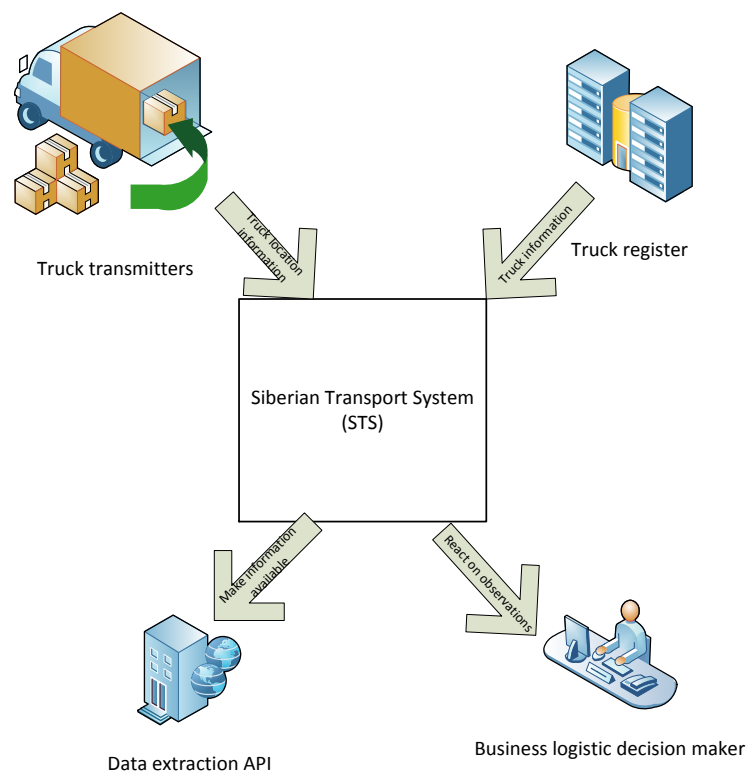 Truck transmitters
Truck register
Truck location
information
Truck information
Siberian Transport System
(STS)
Make information
available
React on observations
Data extraction API
Business logistic decision maker